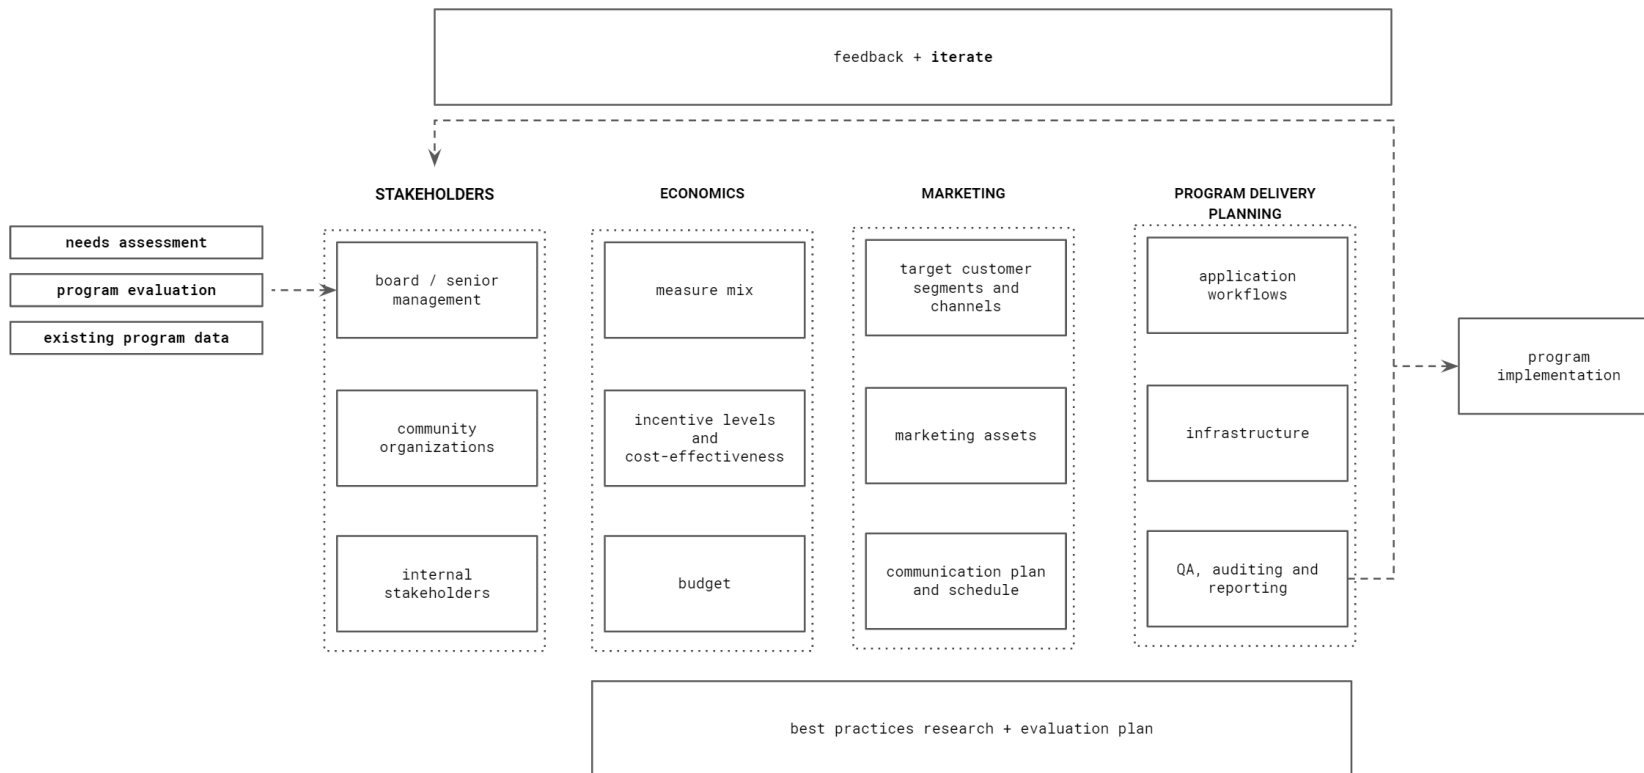 feedback + iterate
STAKEHOLDERS
ECONOMICS
MARKETING
PROGRAM DELIVERY
PLANNING
needs assessment
program evaluation
existing program data
board / senior
management
community
organizations
internal
stakeholders
measure mix
incentive levels
and
cost-effectiveness
budget
target customer
segments and
channels
marketing assets
communication plan
and schedule
application
workflows
infrastructure
QA, auditing and
reporting
program
implementation
best practices research + evaluation plan